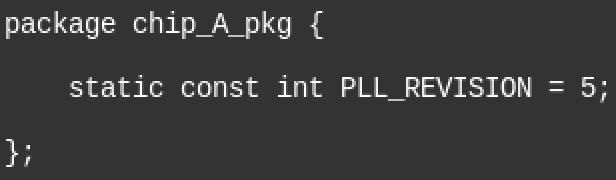 package chip_A_pkg {
static const int PLL_REVISION = 5;
};